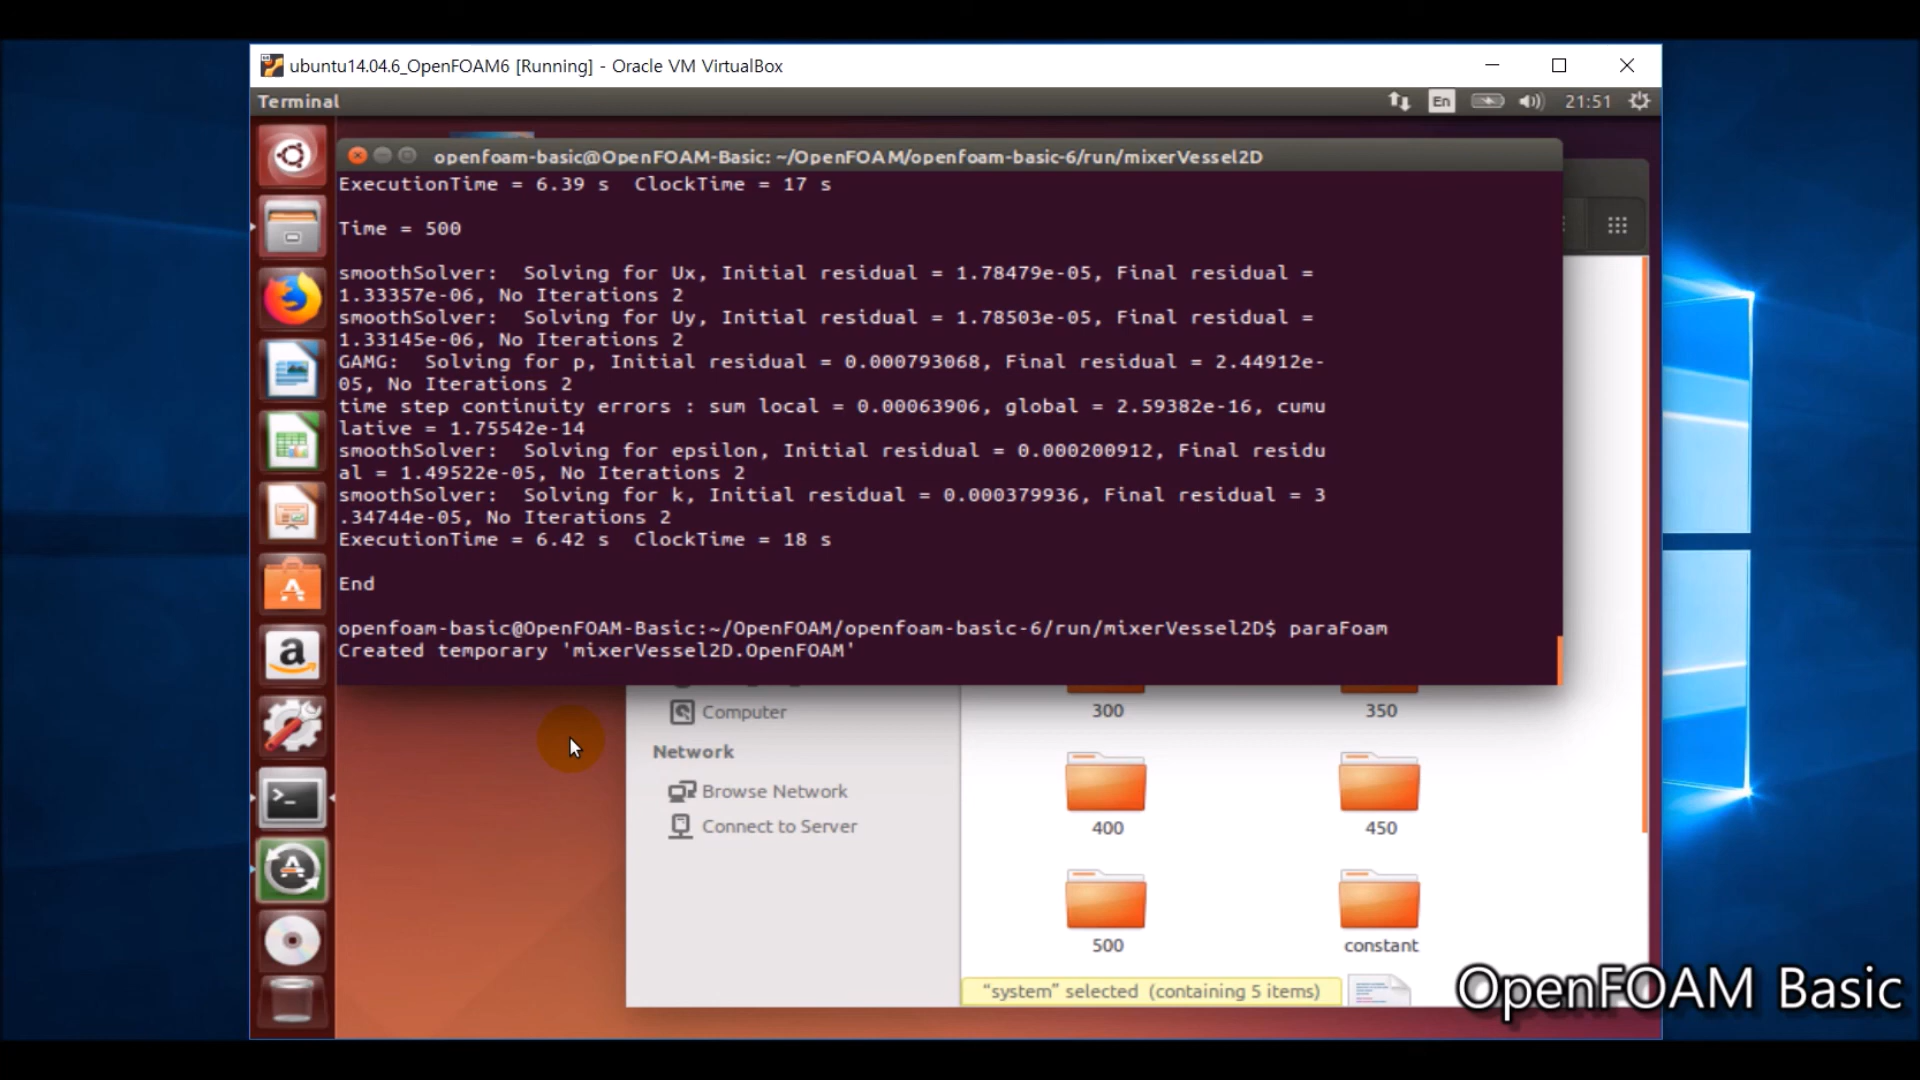 ubuntu14.04.6_OpenFOAM6 [Running] - Oracle VM VirtualBox
Terminal
En
21:51
openfoam-basic@OpenFOAM-Basic: ~/OpenFOAM/openfoam-basic-6/run/mixerVessel2D
ExecutionTime = 6.39 s  ClockTime = 17 s
Time = 500
smoothSolver:  Solving for Ux, Initial residual = 1.78479e-05, Final residual =
1.33357e-06, No Iterations 2
smoothSolver:  Solving for Uy, Initial residual = 1.78503e-05, Final residual =
1.33145e-06, No Iterations 2
GAMG:  Solving for p, Initial residual = 0.000793068, Final residual = 2.44912e-
05, No Iterations 2
time step continuity errors : sum local = 0.00063906, global = 2.59382e-16, cumu
lative = 1.75542e-14
smoothSolver:  Solving for epsilon, Initial residual = 0.000200912, Final residu
al = 1.49522e-05, No Iterations 2
smoothSolver:  Solving for k, Initial residual = 0.000379936, Final residual = 3
.34744e-05, No Iterations 2
ExecutionTime = 6.42 s  ClockTime = 18 s
End
openfoam-basic@OpenFOAM-Basic:~/OpenFOAM/openfoam-basic-6/run/mixerVessel2D$ paraFoam
Created temporary 'mixerVessel2D.OpenFOAM'
Computer
Network
Browse Network
Connect to Server
300
350
400
450
500
constant
"system" selected (containing 5 items)
OpenFOAM Basic